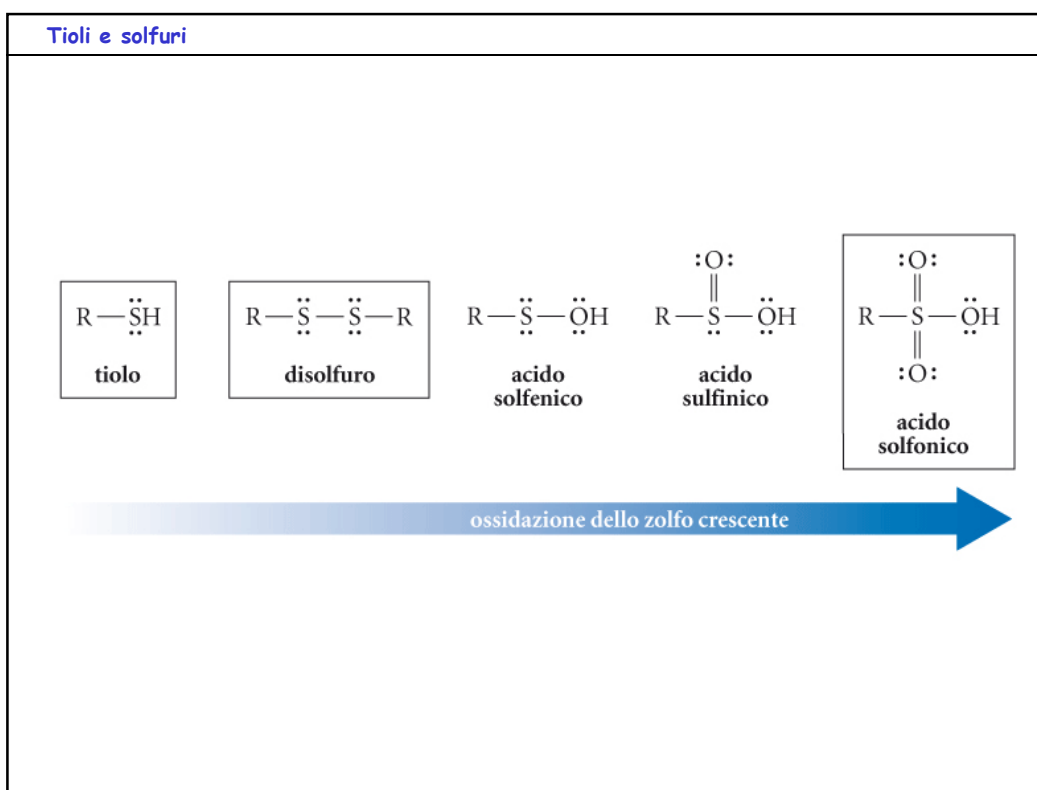 Tioli e solfuri
:O:
:O:
R—SH
R—S—S—R
R—S—OH
R—S—OH
R—S—OH
tiolo
disolfuro
acido
solfenico
acido
sulfinico
:O:
acido
solfonico
ossidazione dello zolfo crescente